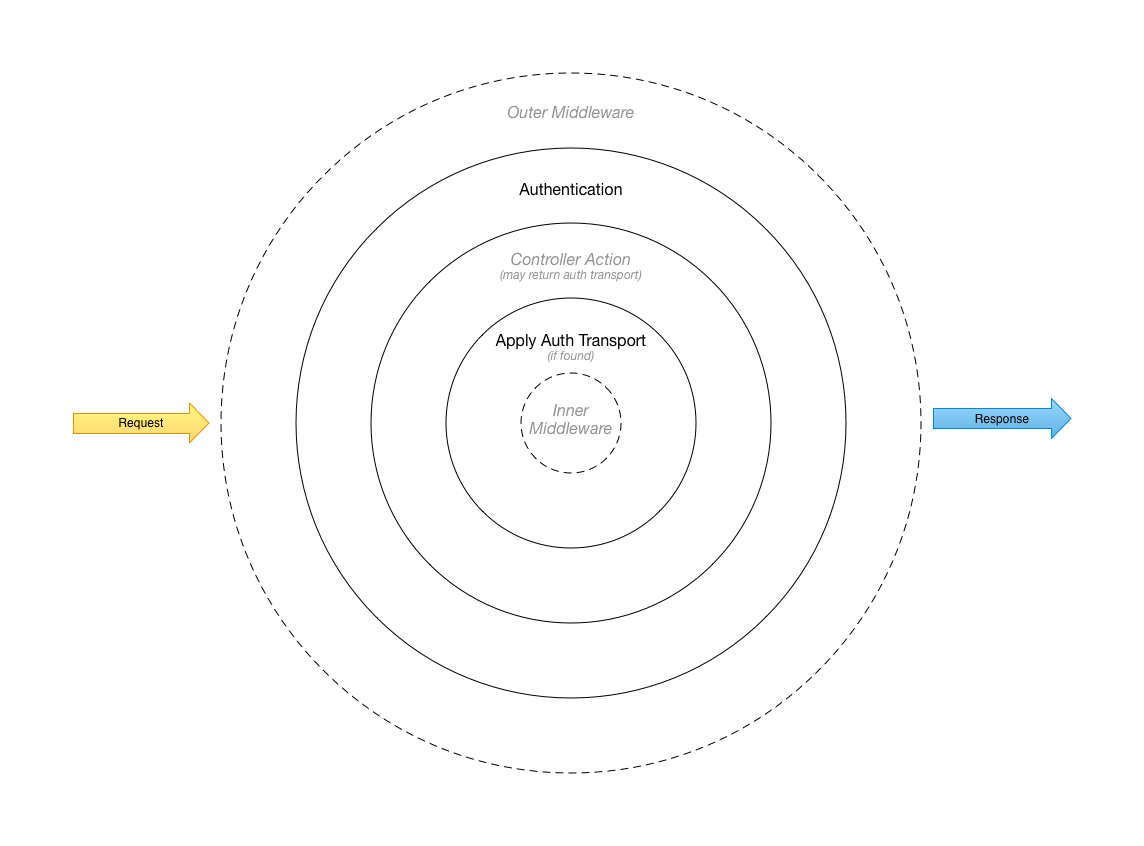 Outer Middleware
Authentication
Controller Action
(may return auth transport)
Apply Auth Transport
(if found)
Inner
Middleware
Request
Response